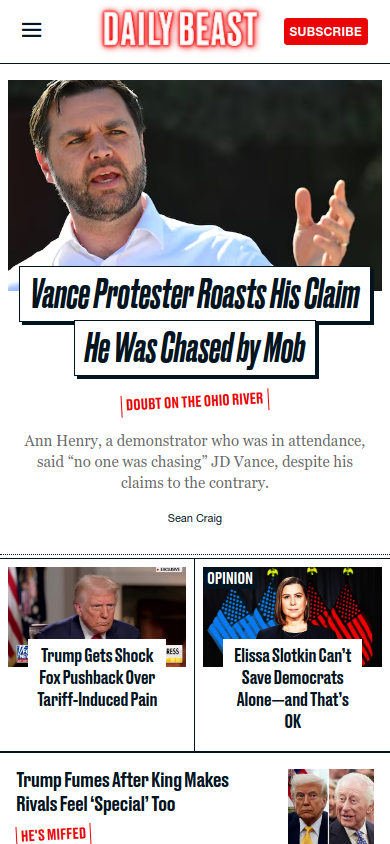 DAILY BEAST
SUBSCRIBE
Vance Protester Roasts His Claim
He Was Chased by Mob
DOUBT ON THE OHIO RIVER
Ann Henry, a demonstrator who was in attendance,
said “no one was chasing” JD Vance, despite his
claims to the contrary.
Sean Craig
EXCLUSIVE
Trump Gets Shock
Fox Pushback Over
Tariff-Induced Pain
OPINION
Elissa Slotkin Can’t
Save Democrats
Alone—and That’s
OK
Trump Fumes After King Makes
Rivals Feel ‘Special’ Too
HE'S MIFFED